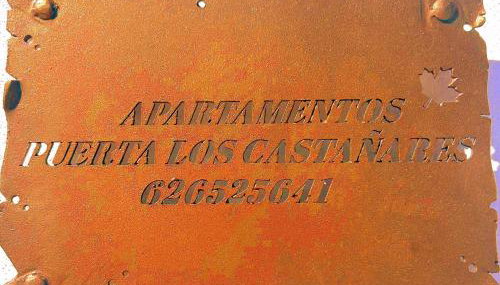 APARTAMENTOS
PUERTA LOS CASTAÑARES
626525641